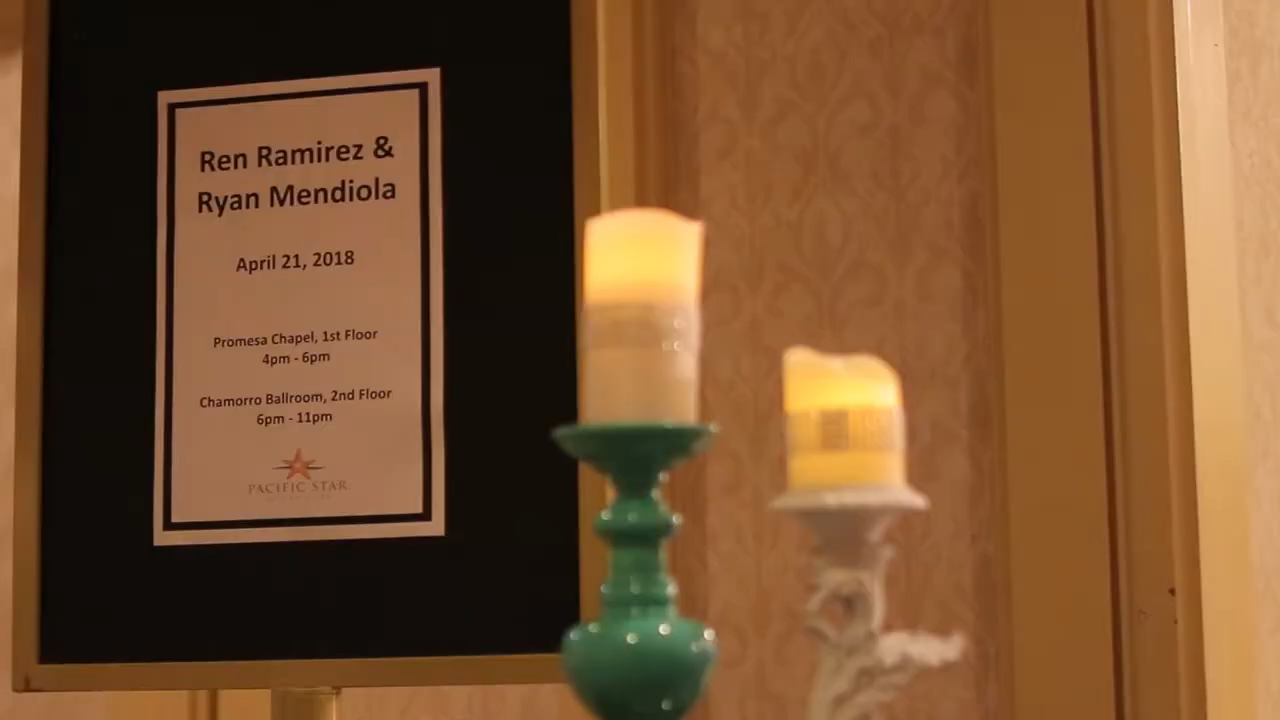 Ren Ramirez &
Ryan Mendiola
April 21, 2018
Promesa Chapel, 1st Floor
4pm - 6pm
Chamorro Ballroom, 2nd Floor
6pm - 11pm
PACIFIC STAR